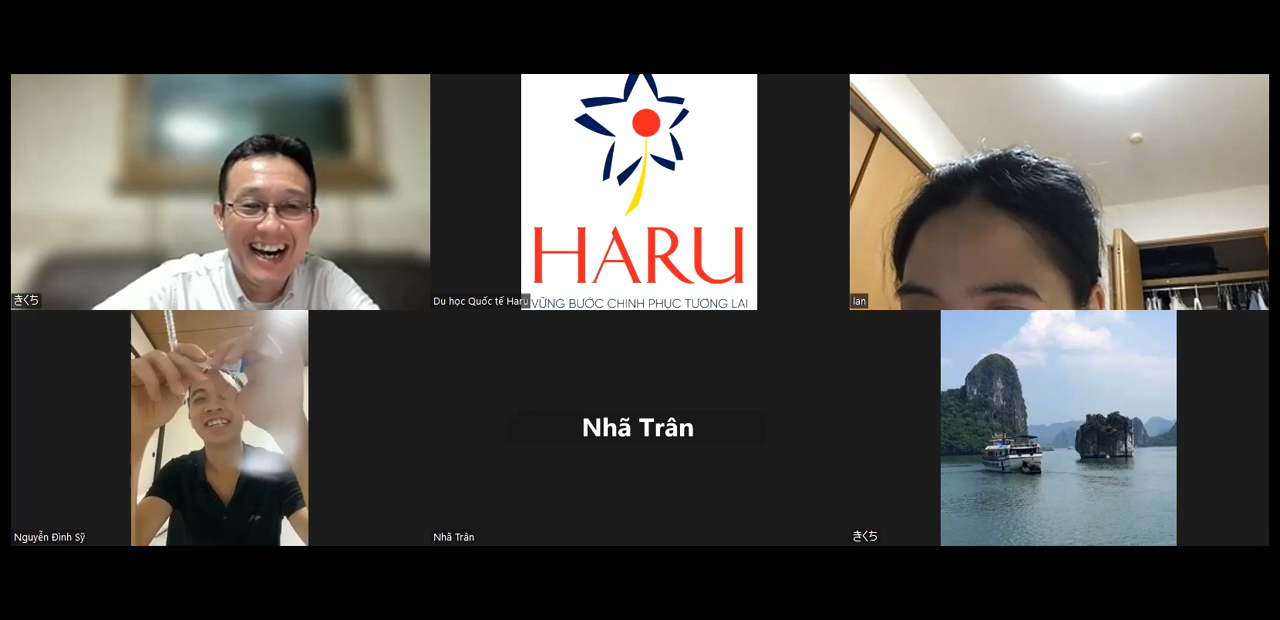 きくち
HARU
VỮNG BƯỚC CHINH PHỤC TƯƠNG LAI
Du học Quốc tế Haru
lan
Nguyễn Đình Sỹ
Nhã Trân
Nhã Trân
きくち